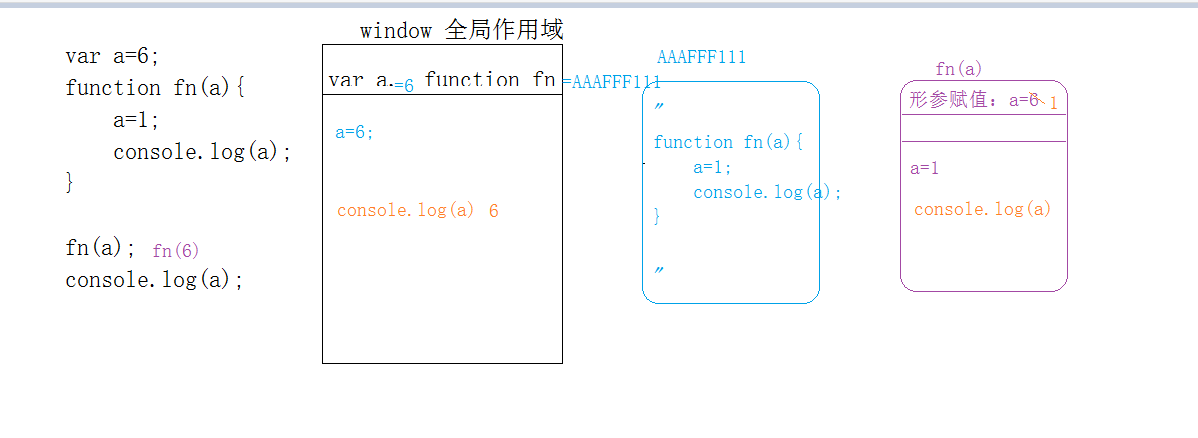 var a=6;
function fn(a){
    a=1;
    console.log(a);
}
fn(a); fn(6)
console.log(a);
window 全局作用域
var a.=6 function fn=AAAFFF111
a=6;
console.log(a) 6
AAAFFF111
"
function fn(a){
    a=1;
    console.log(a);
}
"
fn(a)
形参赋值: a=6 1
a=1
console.log(a)